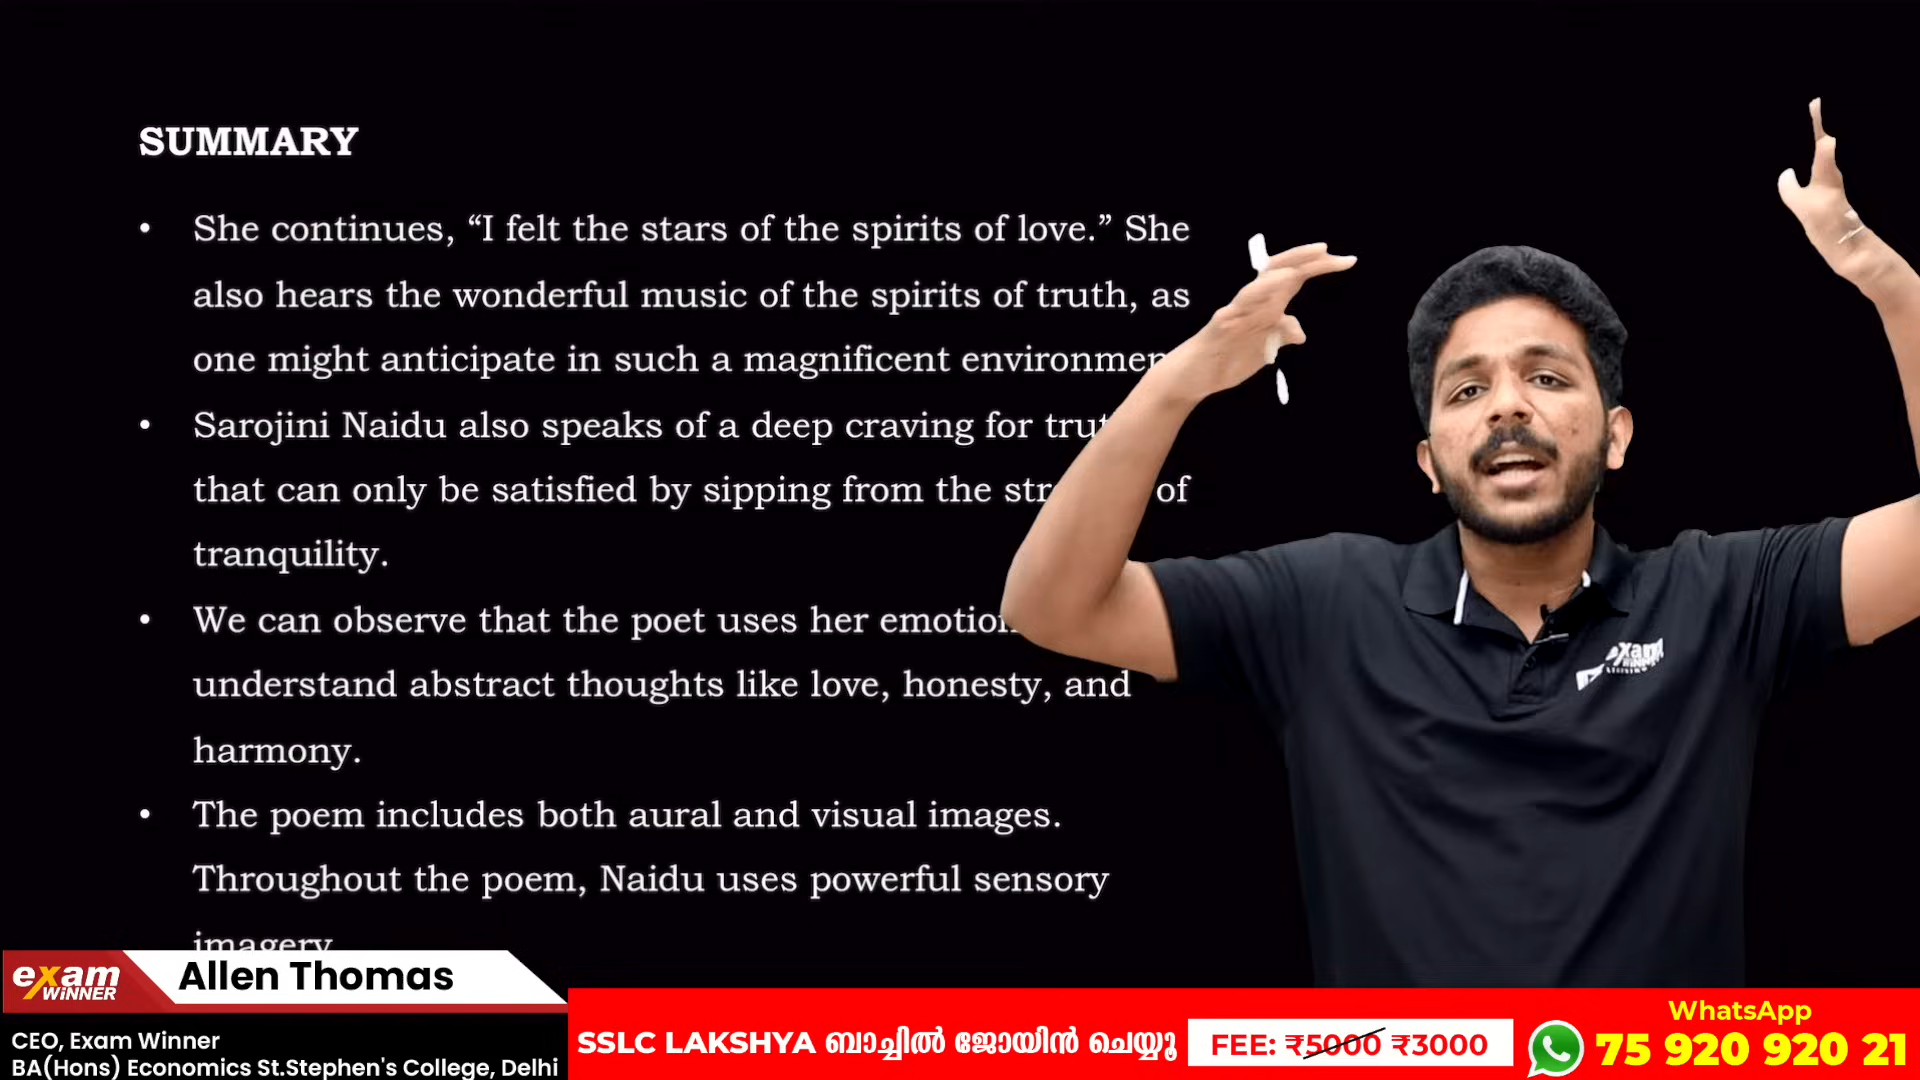 SUMMARY
• She continues, “I felt the stars of the spirits of love.” She
also hears the wonderful music of the spirits of truth, as
one might anticipate in such a magnificent
• Sarojini Naidu also speaks of a deep craving for
that can only be satisfied by sipping from the of
tranquility.
• We can observe that the poet uses her
understand abstract thoughts like love, honesty, and
harmony.
• The poem includes both aural and visual images.
Throughout the poem, Naidu uses powerful sensory
imagery
exam WiNNER
exam WiNNER
Allen Thomas
CEO, Exam Winner
BA(Hons) Economics St.Stephen's College, Delhi
SSLC LAKSHYA ബാച്ചിൽ ജോയിൻ ചെയ്യൂ
FEE: ₹5000 ₹3000
WhatsApp
75 920 920 21